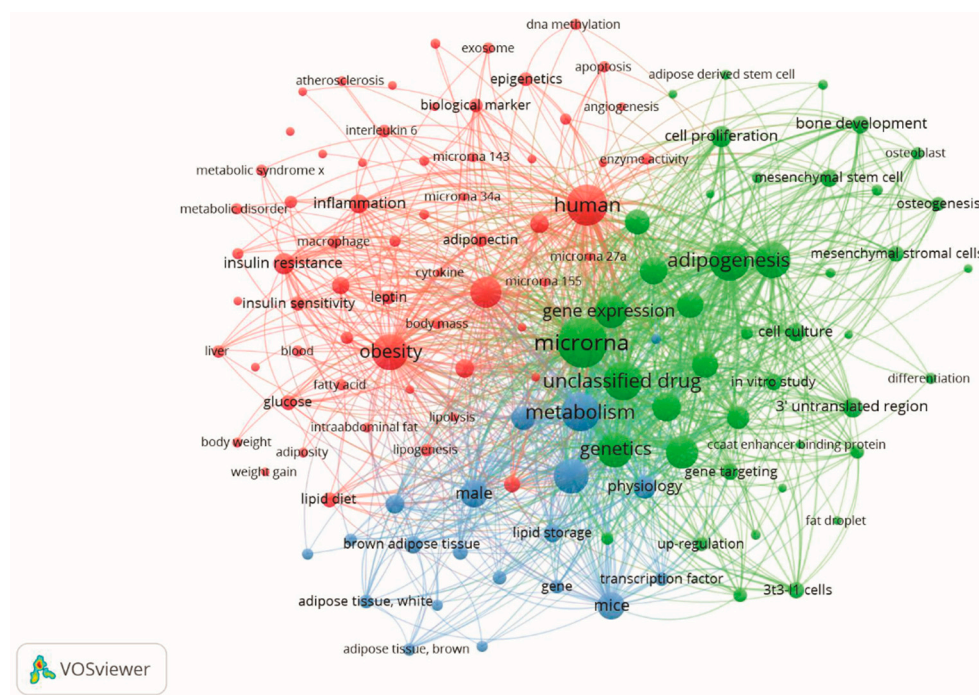 dna methylation
exosome
apoptosis
adipose derived stem cell
epigenetics
atherosclerosis
biological marker
angiogenesis
bone development
interleukin 6
cell proliferation
microrna 143
enzyme activity
osteoblast
metabolic syndrome x
mesenchymal stem cell
microrna 34a
human
inflammation
osteogenesis
metabolic disorder
macrophage
adiponectin
mesenchymal stromal cells
microrna 27a
insulin resistance
adipogenesis
cytokine
microrna 155
leptin
insulin sensitivity
gene expression
body mass
cell culture
microrna
liver
blood
obesity
fatty acid
unclassified drug
in vitro study
differentiation
glucose
metabolism
3' untranslated region
lipolysis
intraabdominal fat
body weight
ccaat enhancer binding protein
adiposity
lipogenesis
genetics
weight gain
gene targeting
physiology
lipid diet
male
fat droplet
lipid storage
brown adipose tissue
up-regulation
transcription factor
gene
3t3-l1 cells
adipose tissue, white
mice
adipose tissue, brown
VOSviewer